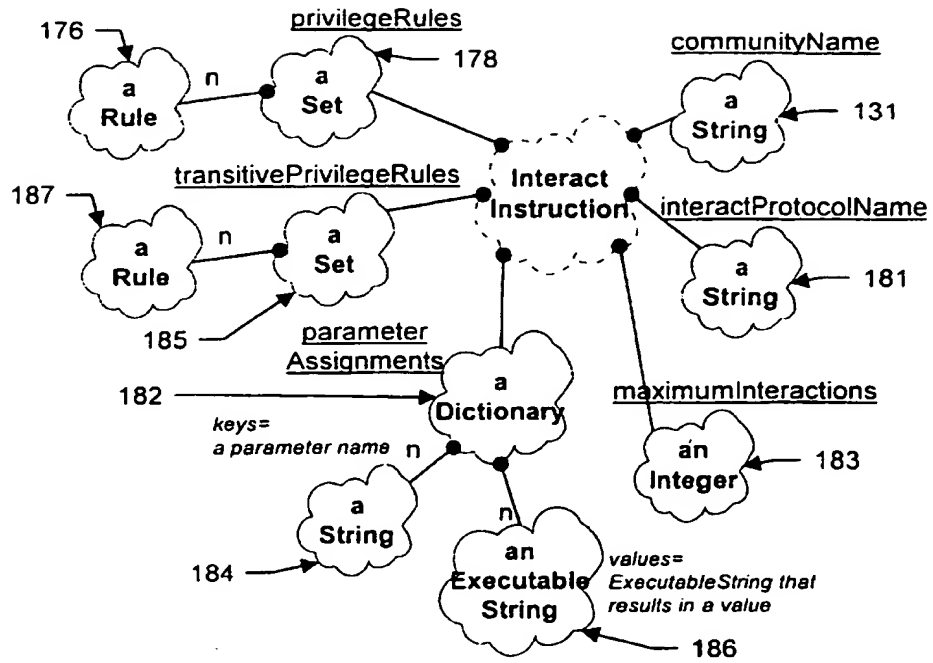 privilegeRules
176
178
communityName
n
a
Rule
a
Set
a
String
131
transitivePrivilegeRules
Interact
Instruction
interactProtocolName
187
n
a
Rule
a
Set
a
String
181
185
parameter
Assignments
182
a
Dictionary
maximumInteractions
keys=
a parameter name
n
an
Integer
183
a
String
n
184
an
Executable
String
values=
ExecutableString that
results in a value
186